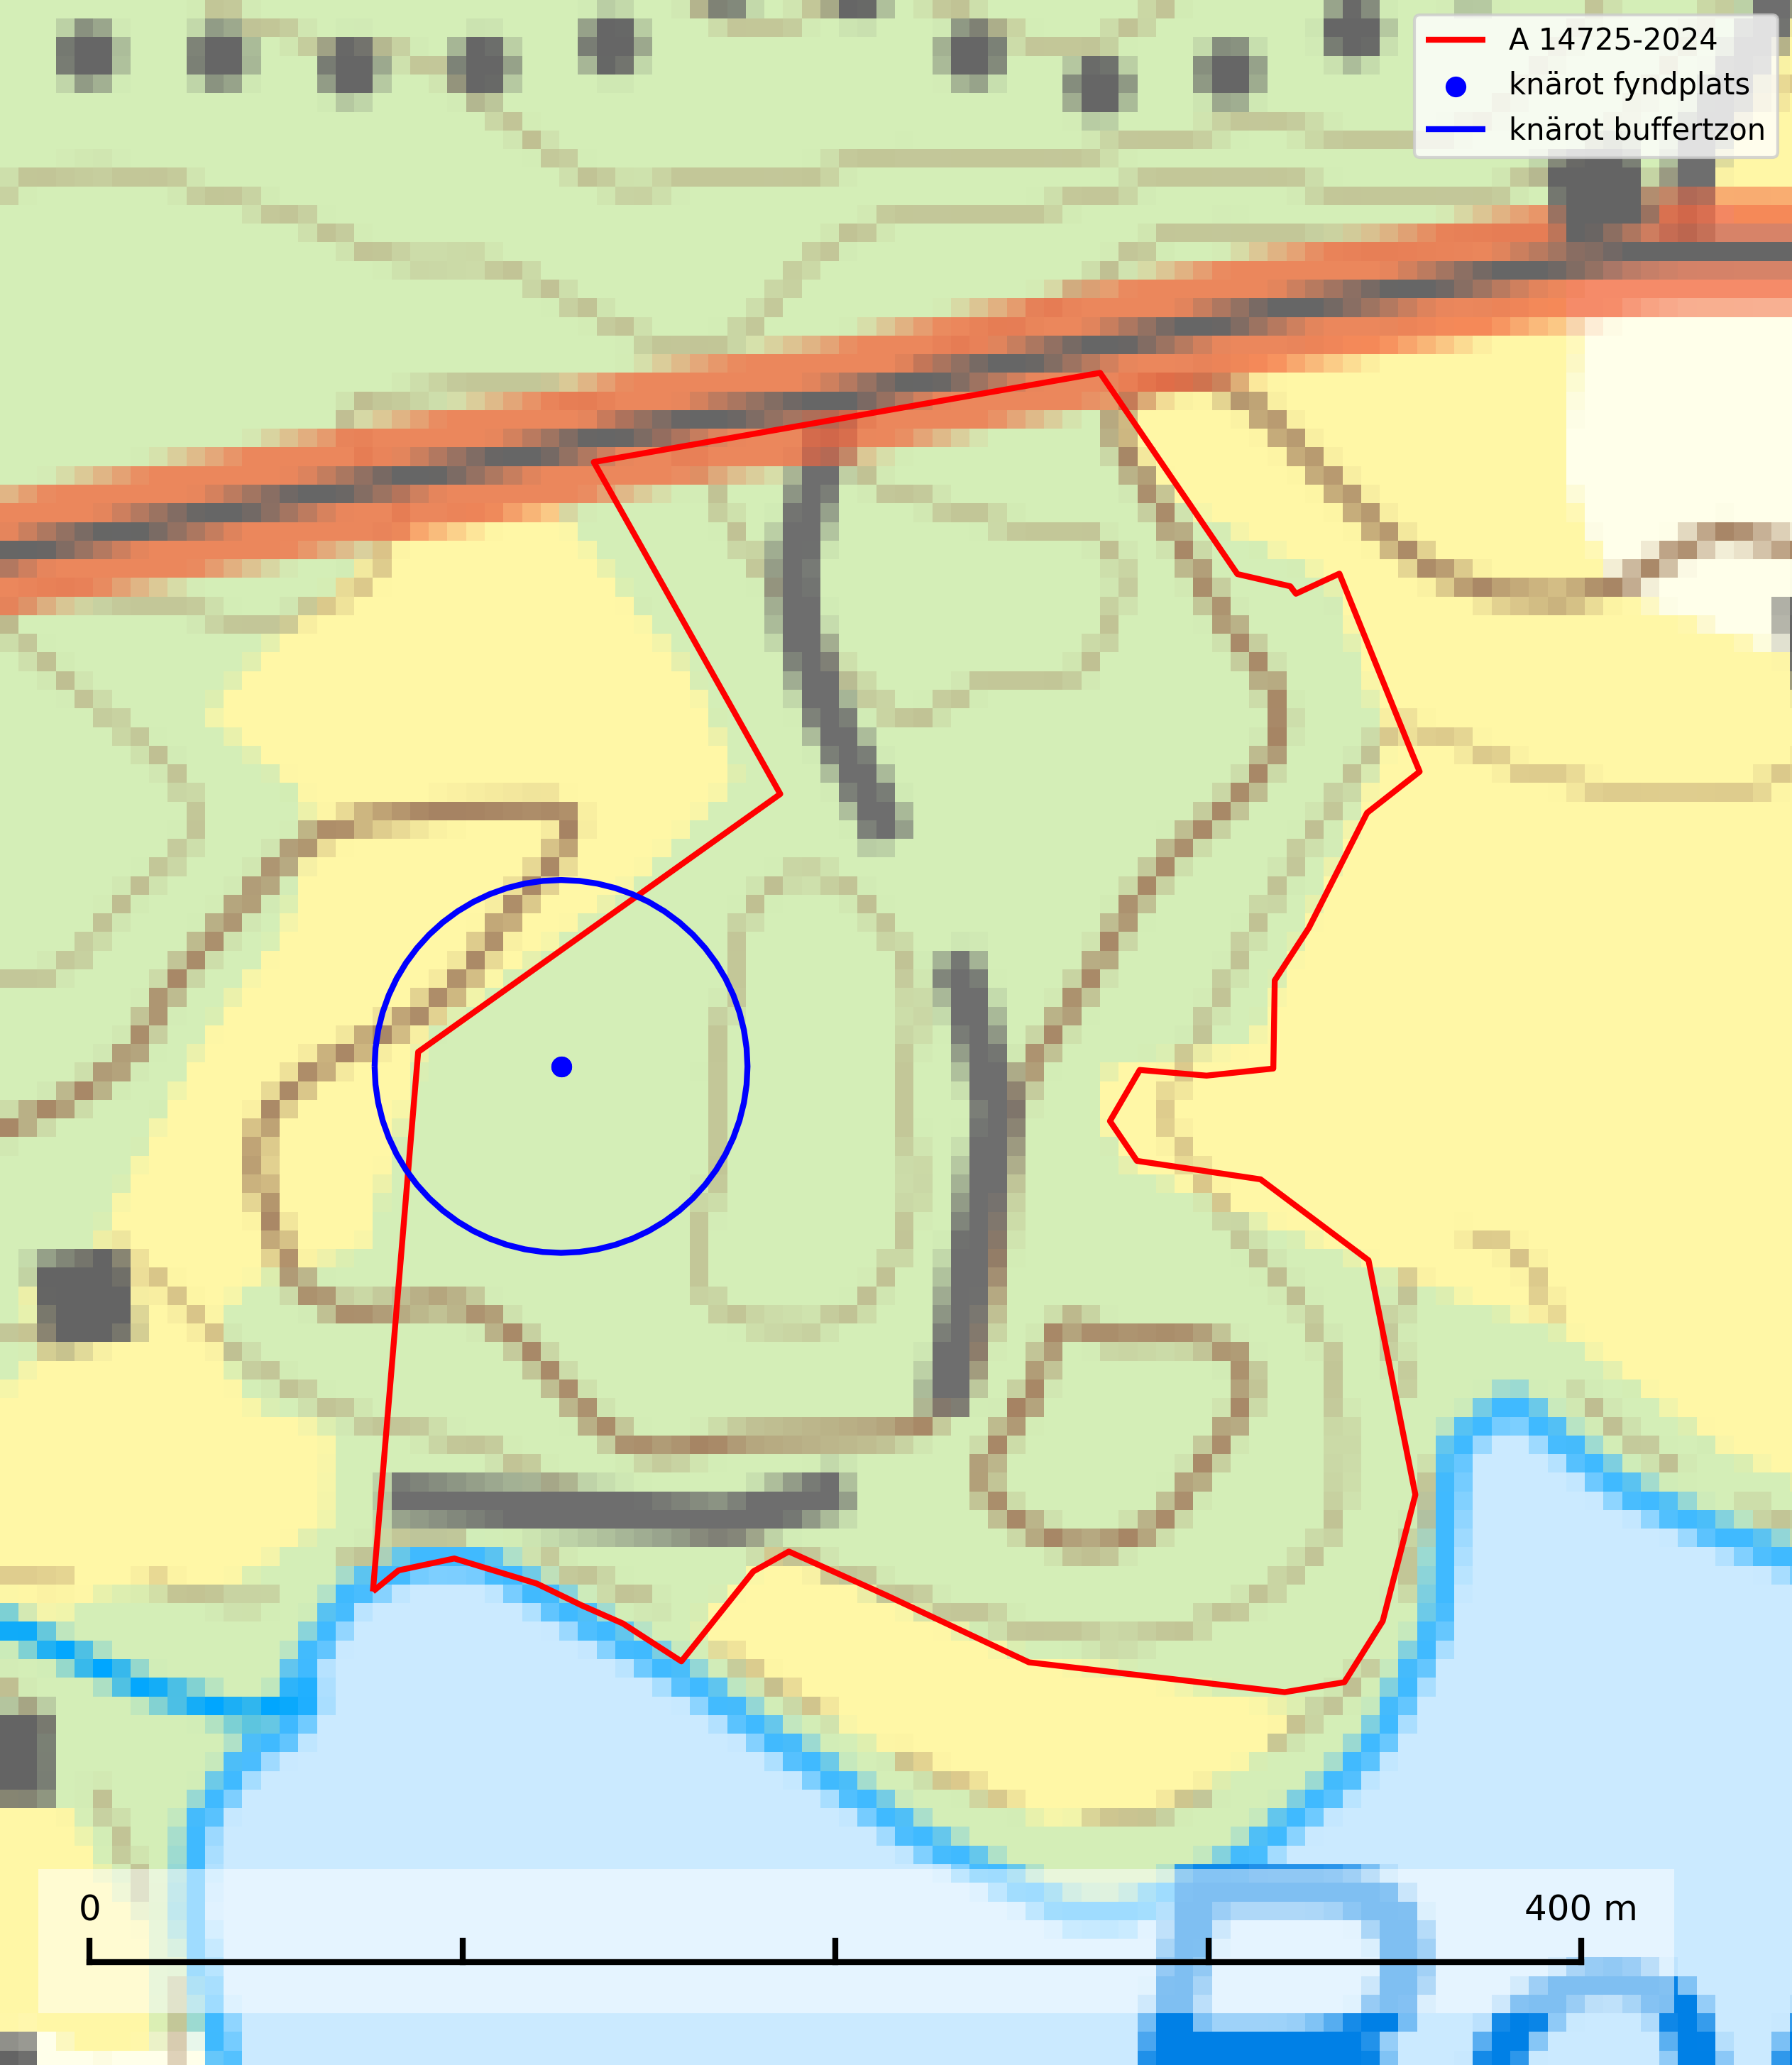 A 14725-2024
knärot fyndplats
knärot buffertzon
0
400 m